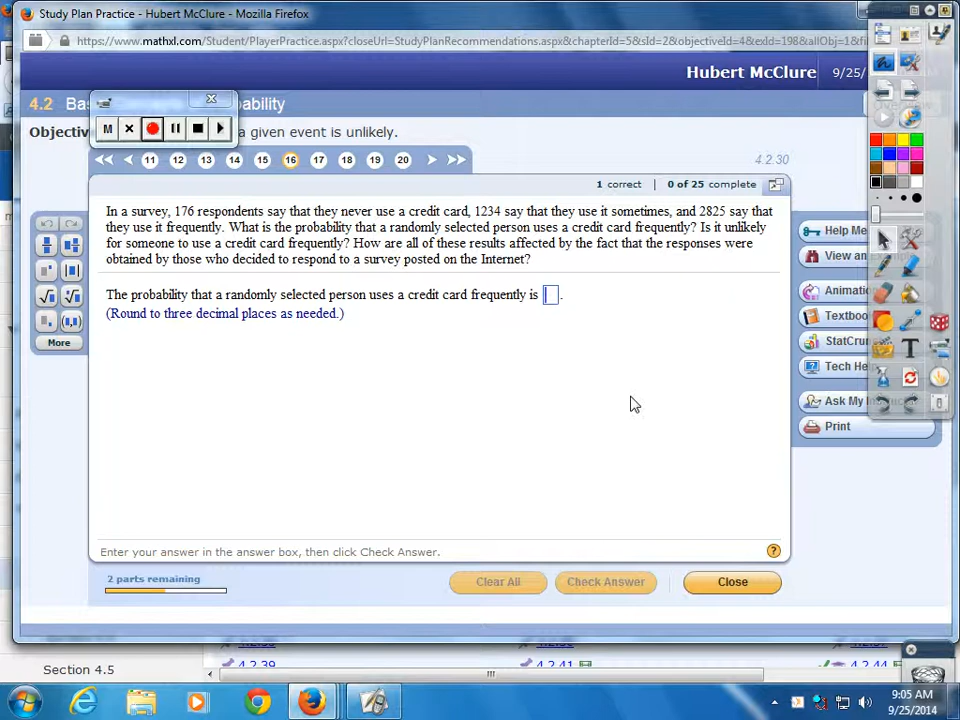 Study Plan Practice - Hubert McClure - Mozilla Firefox
https://www.mathxl.com/Student/PlayerPractice.aspx?closeUrl=StudyPlanRecommendations.aspx&chapterId=5&sId=2&objectiveId=4&exId=198&allObj=1&fi
Hubert McClure 9/25/
4.2 Bas bability
Objectiv a given event is unlikely.
M
11 12 13 14 15 16 17 18 19 20
4.2.30
1 correct | 0 of 25 complete
In a survey, 176 respondents say that they never use a credit card, 1234 say that they use it sometimes, and 2825 say that
they use it frequently. What is the probability that a randomly selected person uses a credit card frequently? Is it unlikely
for someone to use a credit card frequently? How are all of these results affected by the fact that the responses were
obtained by those who decided to respond to a survey posted on the Internet?
The probability that a randomly selected person uses a credit card frequently is .
(Round to three decimal places as needed.)
More
Help Me
View an
Animatio
Textboo
StatCrun
Tech Help
Ask My
Print
Enter your answer in the answer box, then click Check Answer.
?
2 parts remaining
Clear All
Check Answer
Close
Section 4.5
4.2.39
4.2.41
4.2.44
9:05 AM
9/25/2014